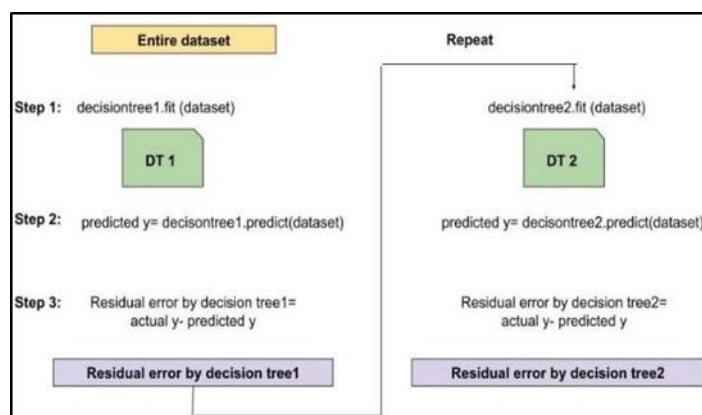 Entire dataset
Repeat
Step 1: decisiontree1.fit (dataset)
decisiontree2.fit (dataset)
DT 1
DT 2
Step 2: predicted y= decisontree1.predict(dataset)
predicted y= decisontree2.predict(dataset)
Step 3: Residual error by decision tree1=
actual y- predicted y
Residual error by decision tree2=
actual y- predicted y
Residual error by decision tree1
Residual error by decision tree2